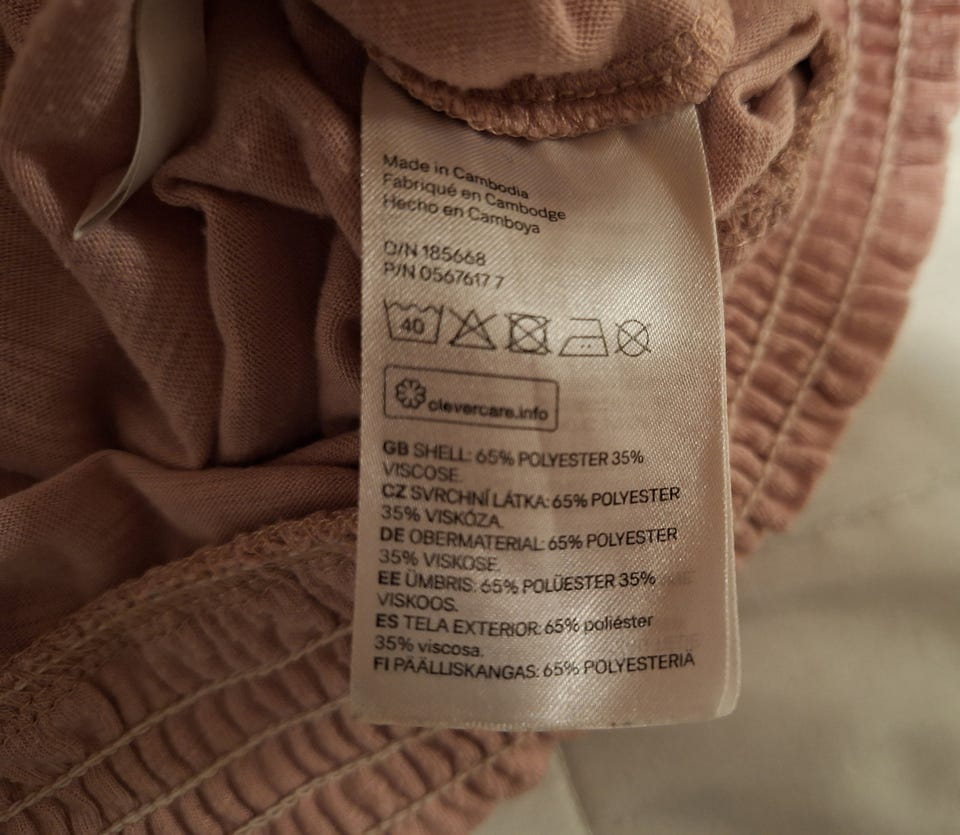 Made in Cambodia
Fabriqué en Cambodge
Hecho en Camboya
O/N 185668
P/N 0567617 7
40
clevercare.info
GB SHELL: 65% POLYESTER 35%
VISCOSE.
CZ SVRCHNÍ LÁTKA: 65% POLYESTER
35% VISKÓZA.
DE OBERMATERIAL: 65% POLYESTER
35% VISKOSE.
EE ÜMBRIS: 65% POLÜESTER 35%
VISKOOS.
ES TELA EXTERIOR: 65% poliéster
35% viscosa.
FI PÄÄLLISKANGAS: 65% POLYESTERIÄ